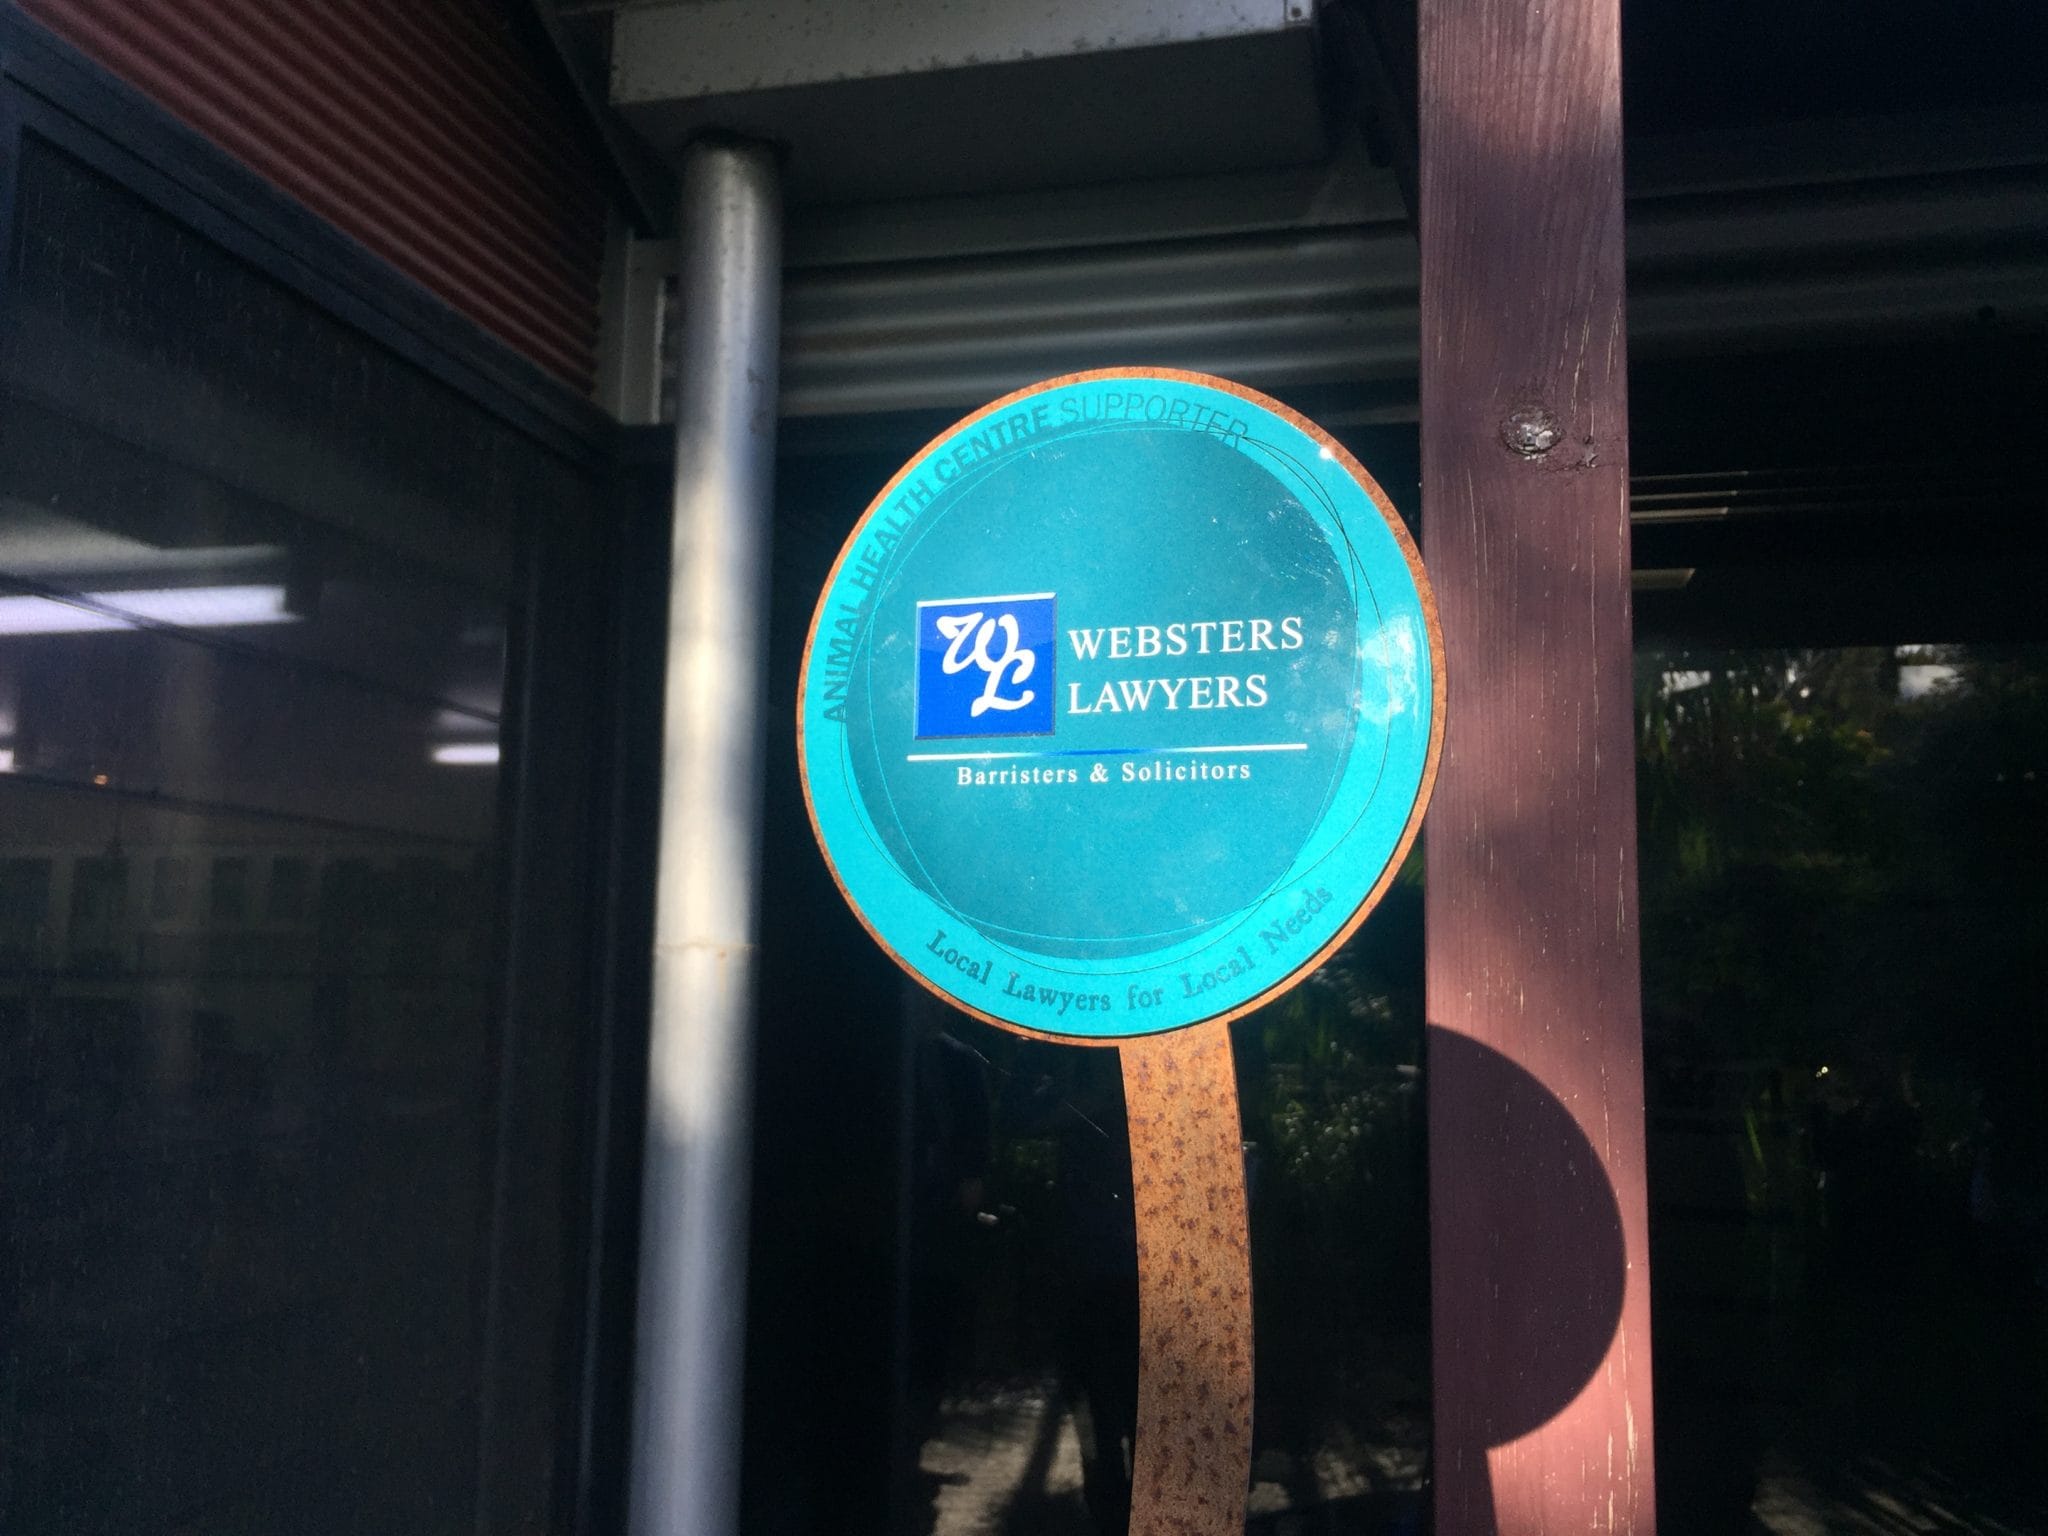 ANIMAL HEALTH CENTRE SUPPORTER
WL
WEBSTERS
LAWYERS
Barristers & Solicitors
Local Lawyers for Local Needs